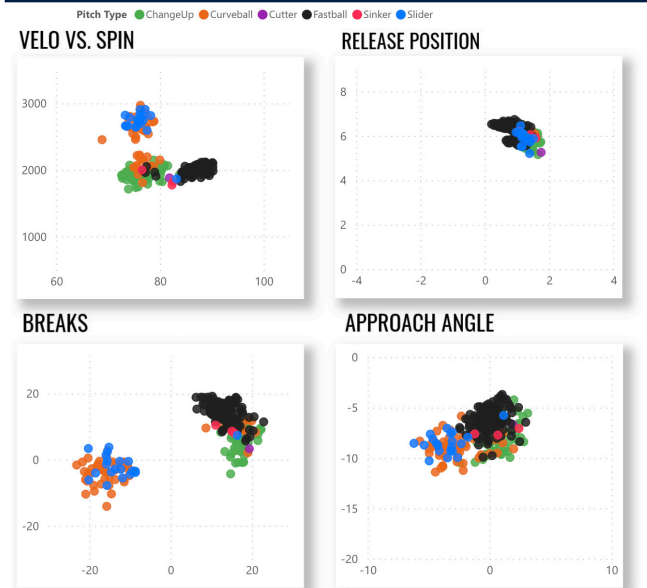 Pitch Type ChangeUp Curveball Cutter Fastball Sinker Slider
VELO VS. SPIN
3000
2000
1000
60 80 100
RELEASE POSITION
8
6
4
2
0
-4 -2 0 2 4
BREAKS
20
0
-20
-20 0 20
APPROACH ANGLE
0
-5
-10
-15
-20
-10 0 10